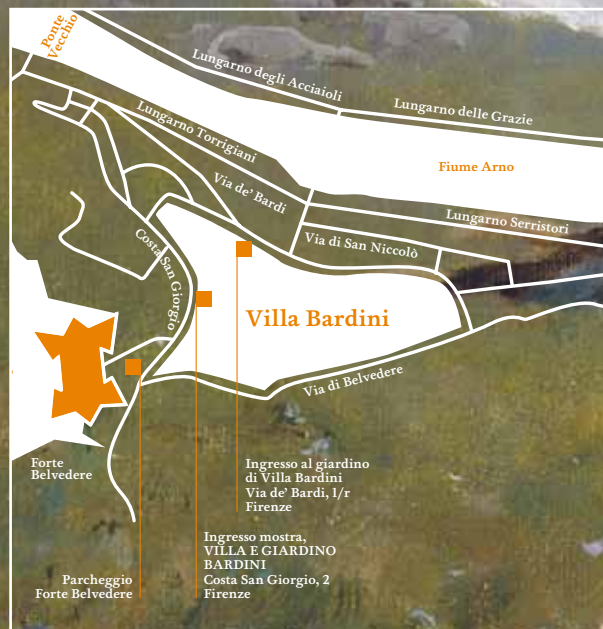 Ponte
Vecchio
Lungarno degli Acciaioli
Lungarno delle Grazie
Lungarno Torrigiani
Fiume Arno
Via de’ Bardi
Lungarno Serristori
Via di San Niccolò
Costa San Giorgio
Villa Bardini
Via di Belvedere
Forte
Belvedere
Ingresso al giardino
di Villa Bardini
Via de’ Bardi, 1/r
Firenze
Ingresso mostra,
VILLA E GIARDINO
BARDINI
Costa San Giorgio, 2
Firenze
Parcheggio
Forte Belvedere